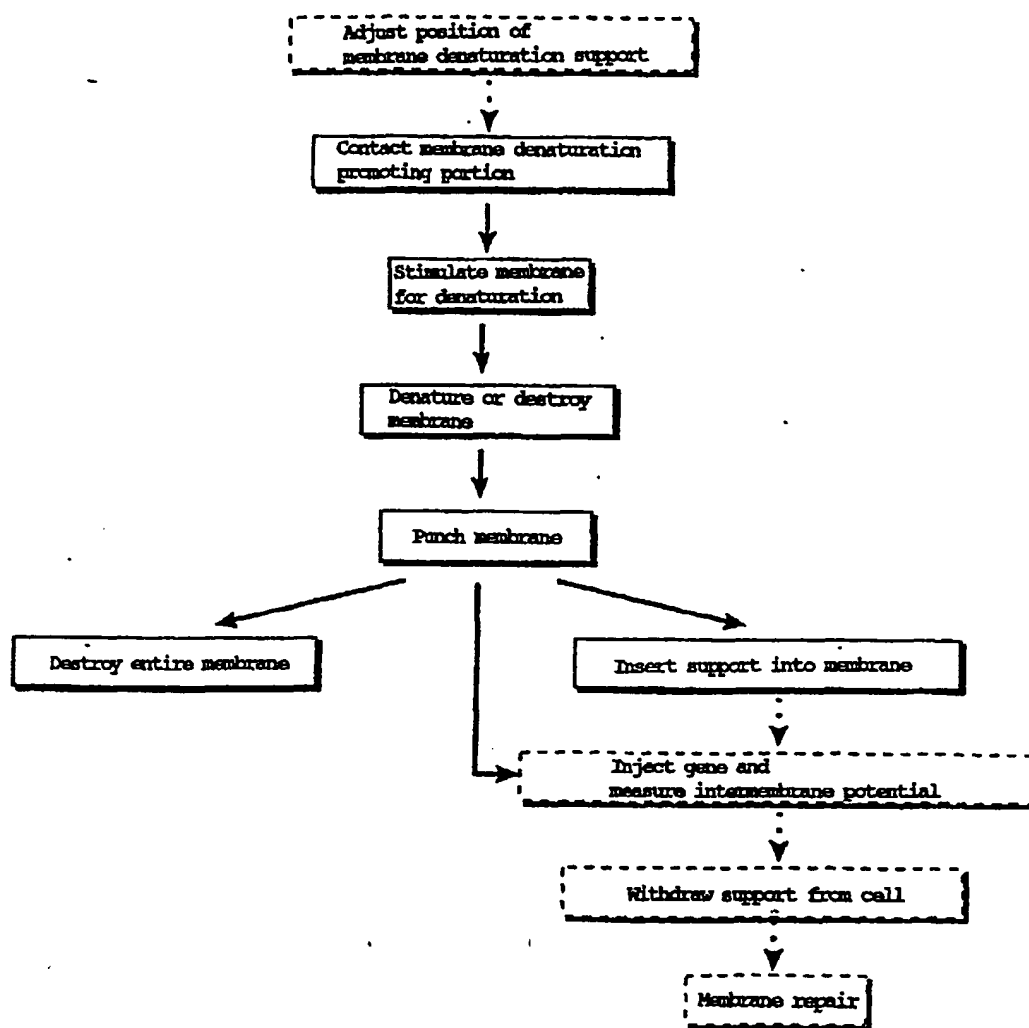 Adjust position of
membrane denaturation support
Contact membrane denaturation
promoting portion
Stimulate membrane
for denaturation
Denature or destroy
membrane
Punch membrane
Destroy entire membrane
Insert support into membrane
Inject gene and
measure intermembrane potential
Withdraw support from cell
Membrane repair